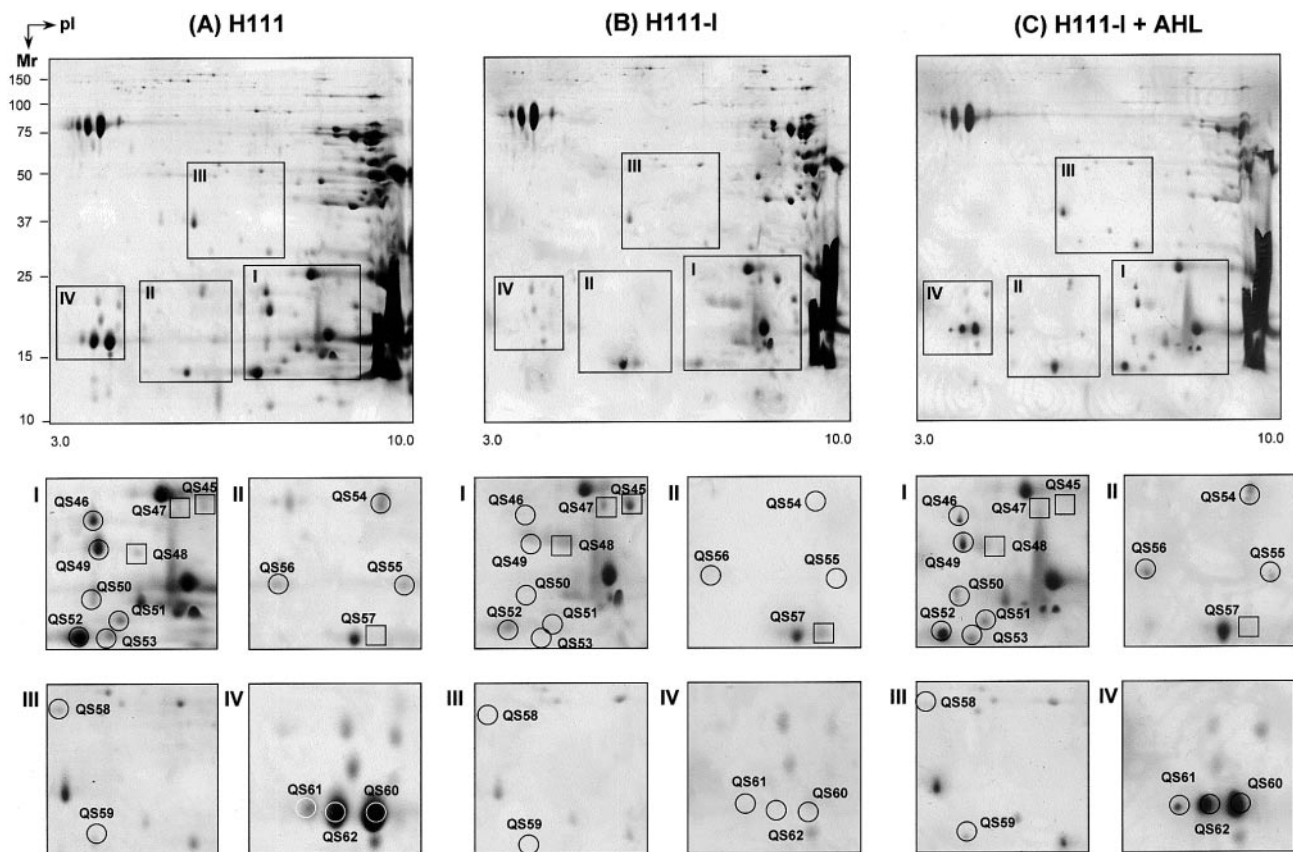 (A) H111
(B) H111-I
(C) H111-I + AHL
pI
Mr
150
100
75
50
37
25
15
10
III
I
II
IV
3.0
10.0
III
I
II
IV
3.0
10.0
III
I
II
IV
3.0
10.0
I
QS46
QS45
QS47
QS49
QS48
QS50
QS51
QS52
QS53
II
QS54
QS56
QS55
QS57
I
QS46
QS45
QS47
QS49
QS48
QS50
QS51
QS52
QS53
II
QS54
QS56
QS55
QS57
I
QS46
QS45
QS47
QS48
QS49
QS50
QS51
QS52
QS53
II
QS54
QS56
QS55
QS57
III
QS58
QS59
IV
QS61
QS60
QS62
III
QS58
QS59
IV
QS61
QS60
QS62
III
QS58
QS59
IV
QS61
QS60
QS62